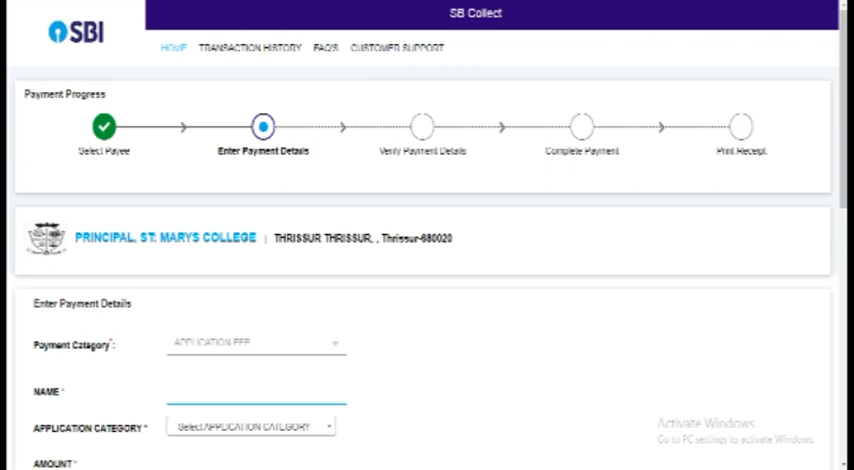 SBI
SB Collect
HOME TRANSACTION HISTORY FAQ'S CUSTOMER SUPPORT
Payment Progress
Select Payee Enter Payment Details Verify Payment Details Complete Payment Print Receipt
PRINCIPAL, ST. MARYS COLLEGE | THRISSUR THRISSUR, , Thrissur-680020
Enter Payment Details
Payment Category*: APPLICATION FEE
NAME *
APPLICATION CATEGORY * Select APPLICATION CATEGORY
AMOUNT *
Activate Windows
Go to PC settings to activate Windows.